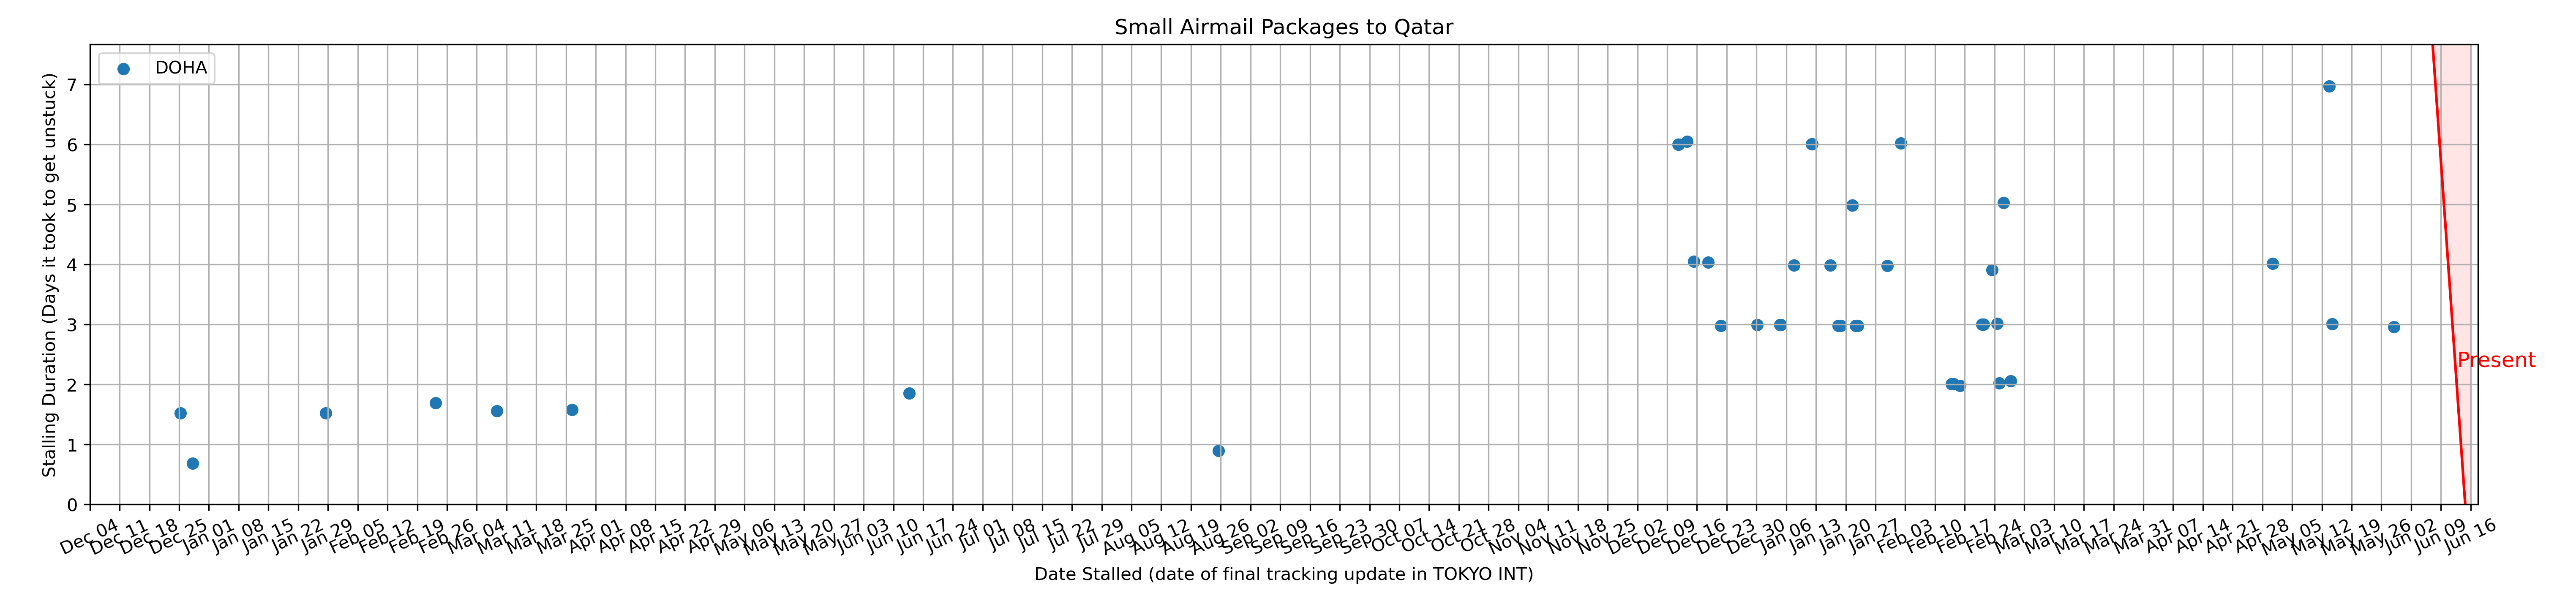 Small Airmail Packages to Qatar
DOHA
Stalling Duration (Days it took to get unstuck)
7
6
5
4
3
2
1
0
Present
Dec 04
Dec 11
Dec 18
Dec 25
Jan 01
Jan 08
Jan 15
Jan 22
Jan 29
Feb 05
Feb 12
Feb 19
Feb 26
Mar 04
Mar 11
Mar 18
Mar 25
Apr 01
Apr 08
Apr 15
Apr 22
Apr 29
May 06
May 13
May 20
May 27
Jun 03
Jun 10
Jun 17
Jun 24
Jul 01
Jul 08
Jul 15
Jul 22
Jul 29
Aug 05
Aug 12
Aug 19
Aug 26
Sep 02
Sep 09
Sep 16
Sep 23
Sep 30
Oct 07
Oct 14
Oct 21
Oct 28
Nov 04
Nov 11
Nov 18
Nov 25
Dec 02
Dec 09
Dec 16
Dec 23
Dec 30
Jan 06
Jan 13
Jan 20
Jan 27
Feb 03
Feb 10
Feb 17
Feb 24
Mar 03
Mar 10
Mar 17
Mar 24
Mar 31
Apr 07
Apr 14
Apr 21
Apr 28
May 05
May 12
May 19
May 26
Jun 02
Jun 09
Jun 16
Date Stalled (date of final tracking update in TOKYO INT)